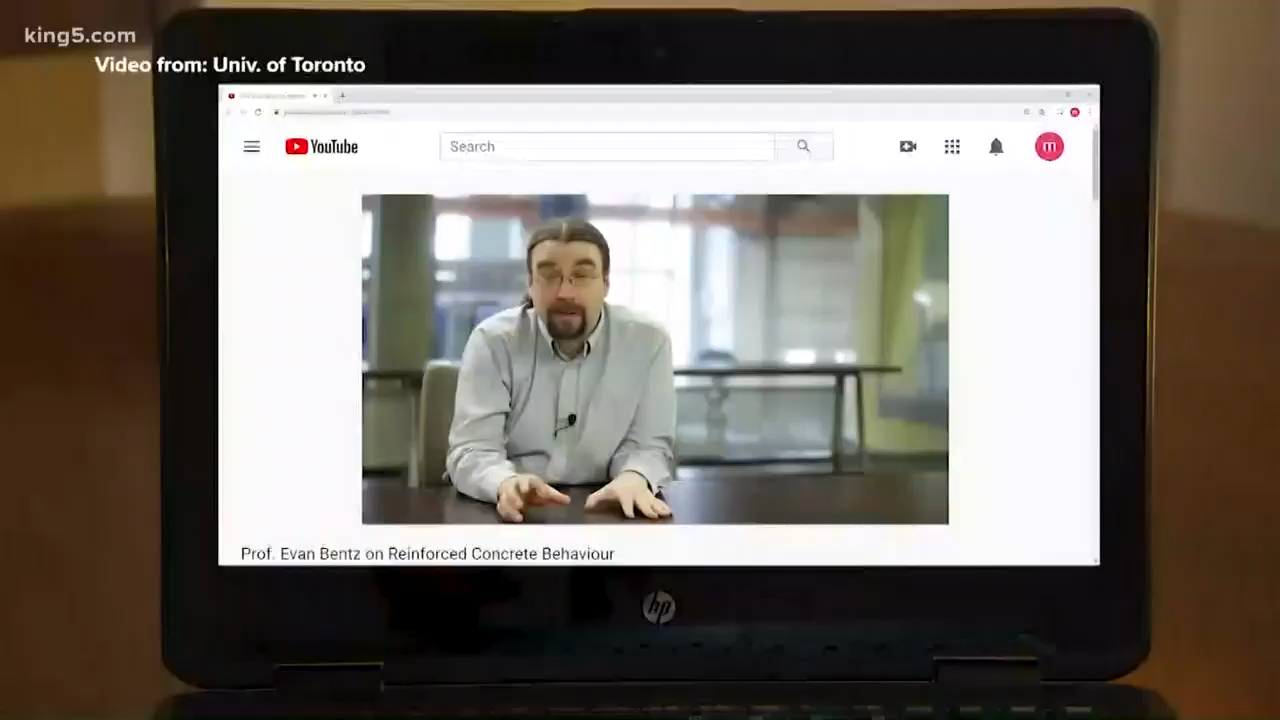 king5.com
Video from: Univ. of Toronto
YouTube
Search
m
Prof. Evan Bentz on Reinforced Concrete Behaviour
hp